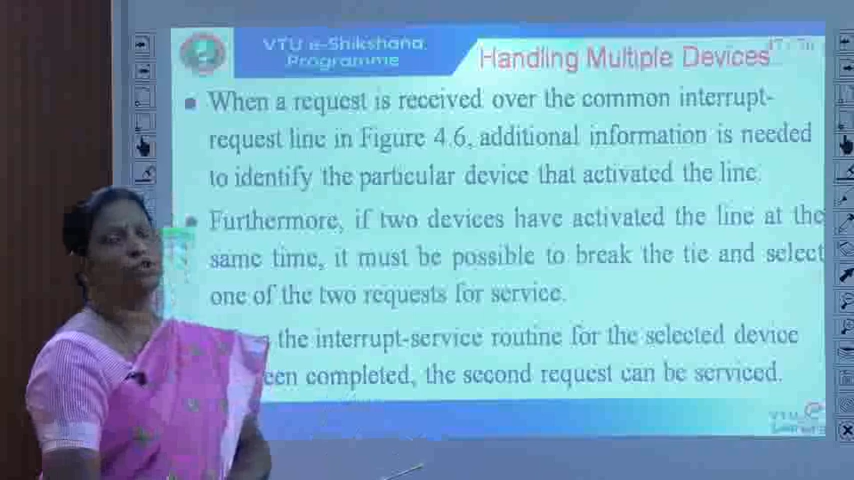 VTU e-Shikshana
Programme
Handling Multiple Devices
When a request is received over the common interrupt-
request line in Figure 4.6, additional information is needed
to identify the particular device that activated the line.
Furthermore, if two devices have activated the line at the
same time, it must be possible to break the tie and select
one of the two requests for service.
the interrupt-service routine for the selected device
een completed, the second request can be serviced.
VTU